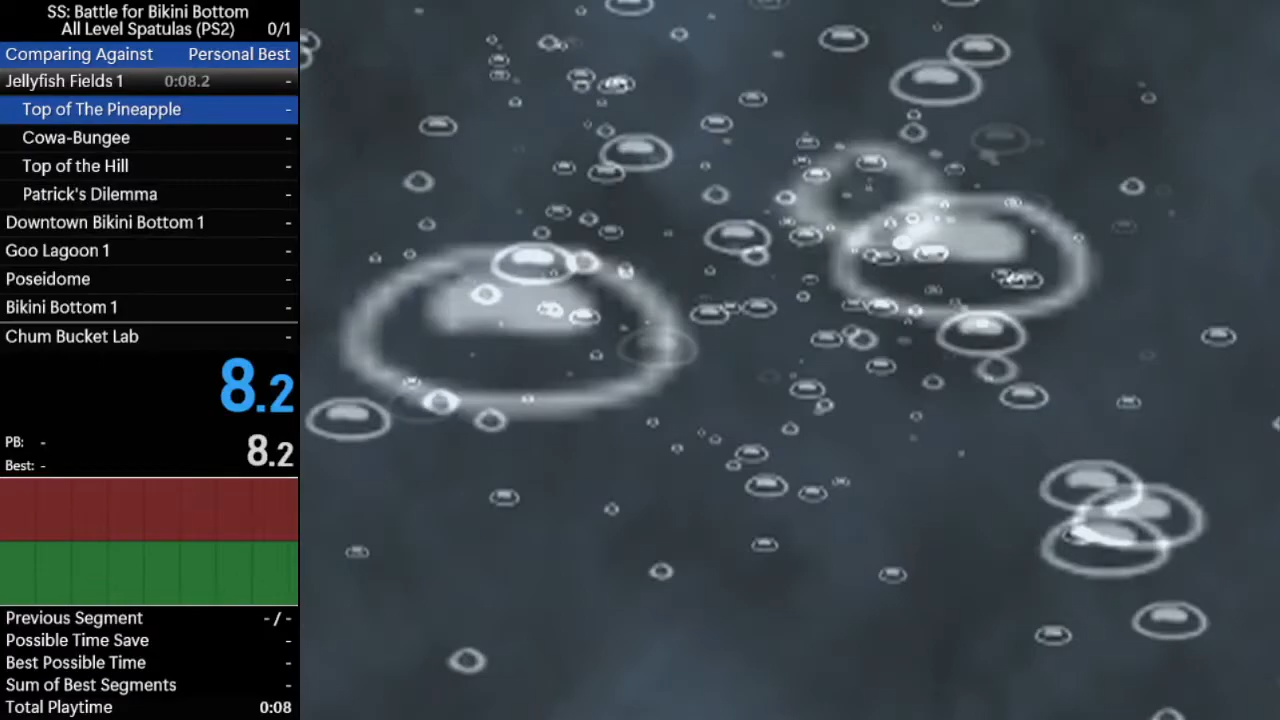 SS: Battle for Bikini Bottom
All Level Spatulas (PS2) 0/1
Comparing Against Personal Best
Jellyfish Fields 1 0:08.2 -
Top of The Pineapple -
Cowa-Bungee -
Top of the Hill -
Patrick's Dilemma -
Downtown Bikini Bottom 1 -
Goo Lagoon 1 -
Poseidome -
Bikini Bottom 1 -
Chum Bucket Lab -
8.2
PB: - 8.2
Best: -
Previous Segment - / -
Possible Time Save -
Best Possible Time -
Sum of Best Segments -
Total Playtime 0:08